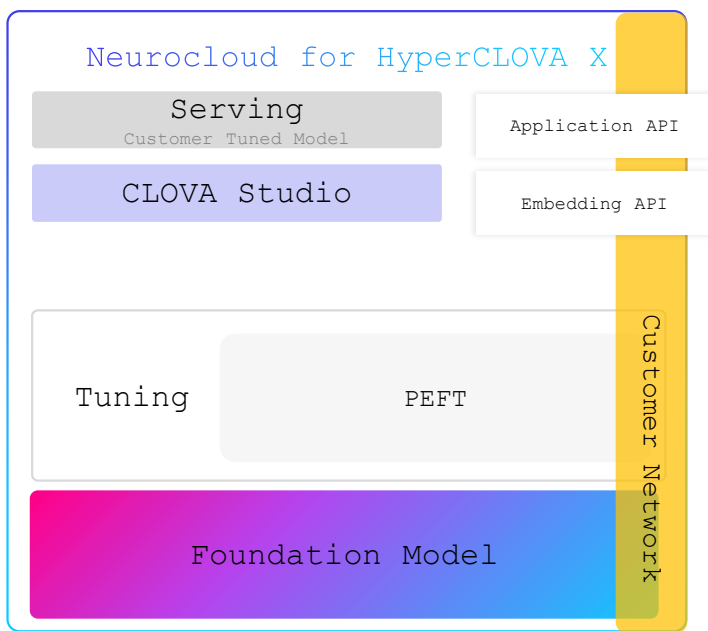 Neurocloud for HyperCLOVA X
Serving
Customer Tuned Model
Application API
CLOVA Studio
Embedding API
Tuning
PEFT
Customer Network
Foundation Model